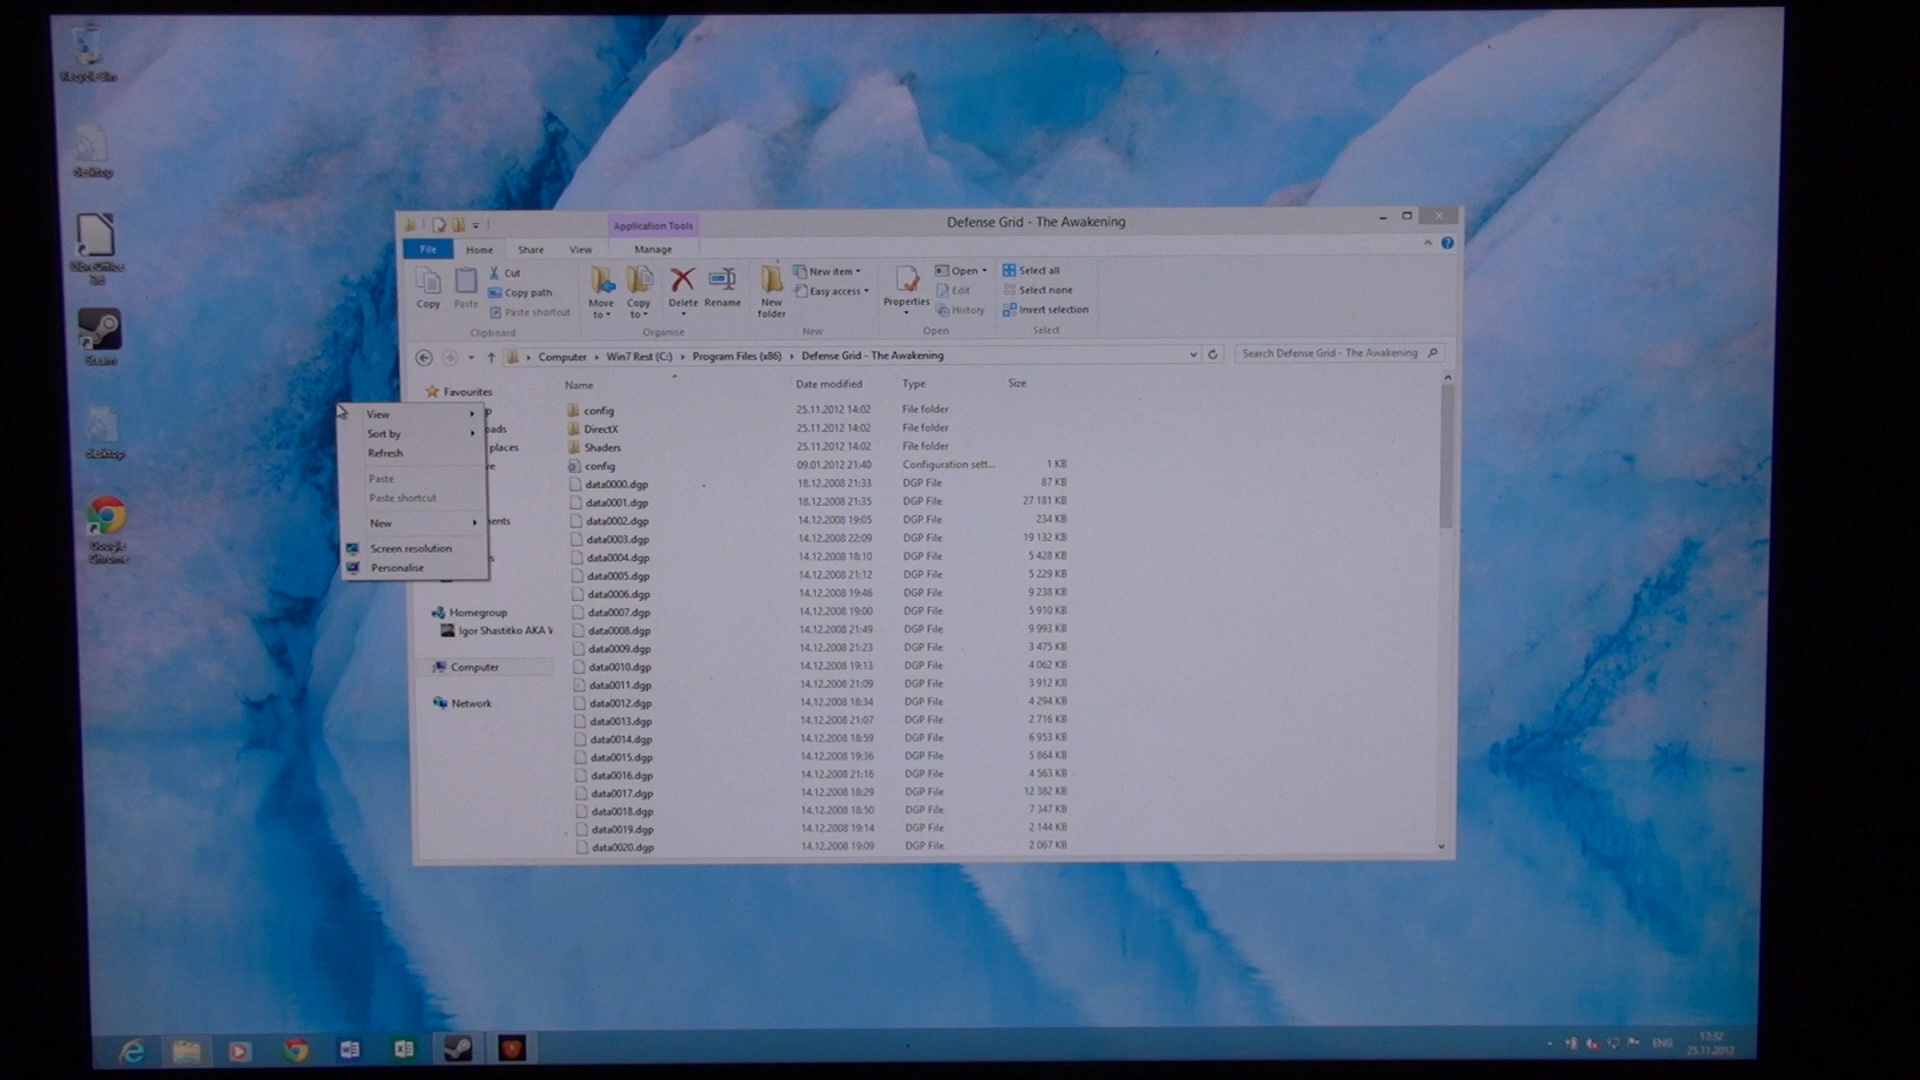 Recycle Bin
desktop
LibreOffice
3.6
Steam
desktop
Google
Chrome
Application Tools
Defense Grid - The Awakening
File
Home
Share
View
Manage
Copy
Paste
Cut
Copy path
Paste shortcut
Clipboard
Move
to
Copy
to
Delete
Rename
Organise
New
folder
New item
Easy access
New
Properties
Open
Edit
History
Open
Select all
Select none
Invert selection
Select
Computer
Win7 Rest (C:)
Program Files (x86)
Defense Grid - The Awakening
Search Defense Grid - The Awakening
Favourites
places
Homegroup
Igor Shastitko AKA
Computer
Network
View
Sort by
Refresh
Paste
Paste shortcut
New
Screen resolution
Personalise
Name Date modified Type Size
config 25.11.2012 14:02 File folder
DirectX 25.11.2012 14:02 File folder
Shaders 25.11.2012 14:02 File folder
config 09.01.2012 21:40 Configuration sett... 1 KB
data0000.dgp 18.12.2008 21:33 DGP File 87 KB
data0001.dgp 18.12.2008 21:35 DGP File 27 181 KB
data0002.dgp 14.12.2008 19:05 DGP File 234 KB
data0003.dgp 14.12.2008 22:09 DGP File 19 132 KB
data0004.dgp 14.12.2008 18:10 DGP File 5 428 KB
data0005.dgp 14.12.2008 21:12 DGP File 5 229 KB
data0006.dgp 14.12.2008 19:46 DGP File 9 238 KB
data0007.dgp 14.12.2008 19:00 DGP File 5 910 KB
data0008.dgp 14.12.2008 21:49 DGP File 9 993 KB
data0009.dgp 14.12.2008 21:23 DGP File 3 475 KB
data0010.dgp 14.12.2008 19:13 DGP File 4 062 KB
data0011.dgp 14.12.2008 21:09 DGP File 3 912 KB
data0012.dgp 14.12.2008 18:34 DGP File 4 294 KB
data0013.dgp 14.12.2008 21:07 DGP File 2 716 KB
data0014.dgp 14.12.2008 18:59 DGP File 6 953 KB
data0015.dgp 14.12.2008 19:36 DGP File 5 864 KB
data0016.dgp 14.12.2008 21:16 DGP File 4 563 KB
data0017.dgp 14.12.2008 18:29 DGP File 12 382 KB
data0018.dgp 14.12.2008 18:50 DGP File 7 347 KB
data0019.dgp 14.12.2008 19:14 DGP File 2 144 KB
data0020.dgp 14.12.2008 19:09 DGP File 2 067 KB
ENG
17:32
25.11.2012